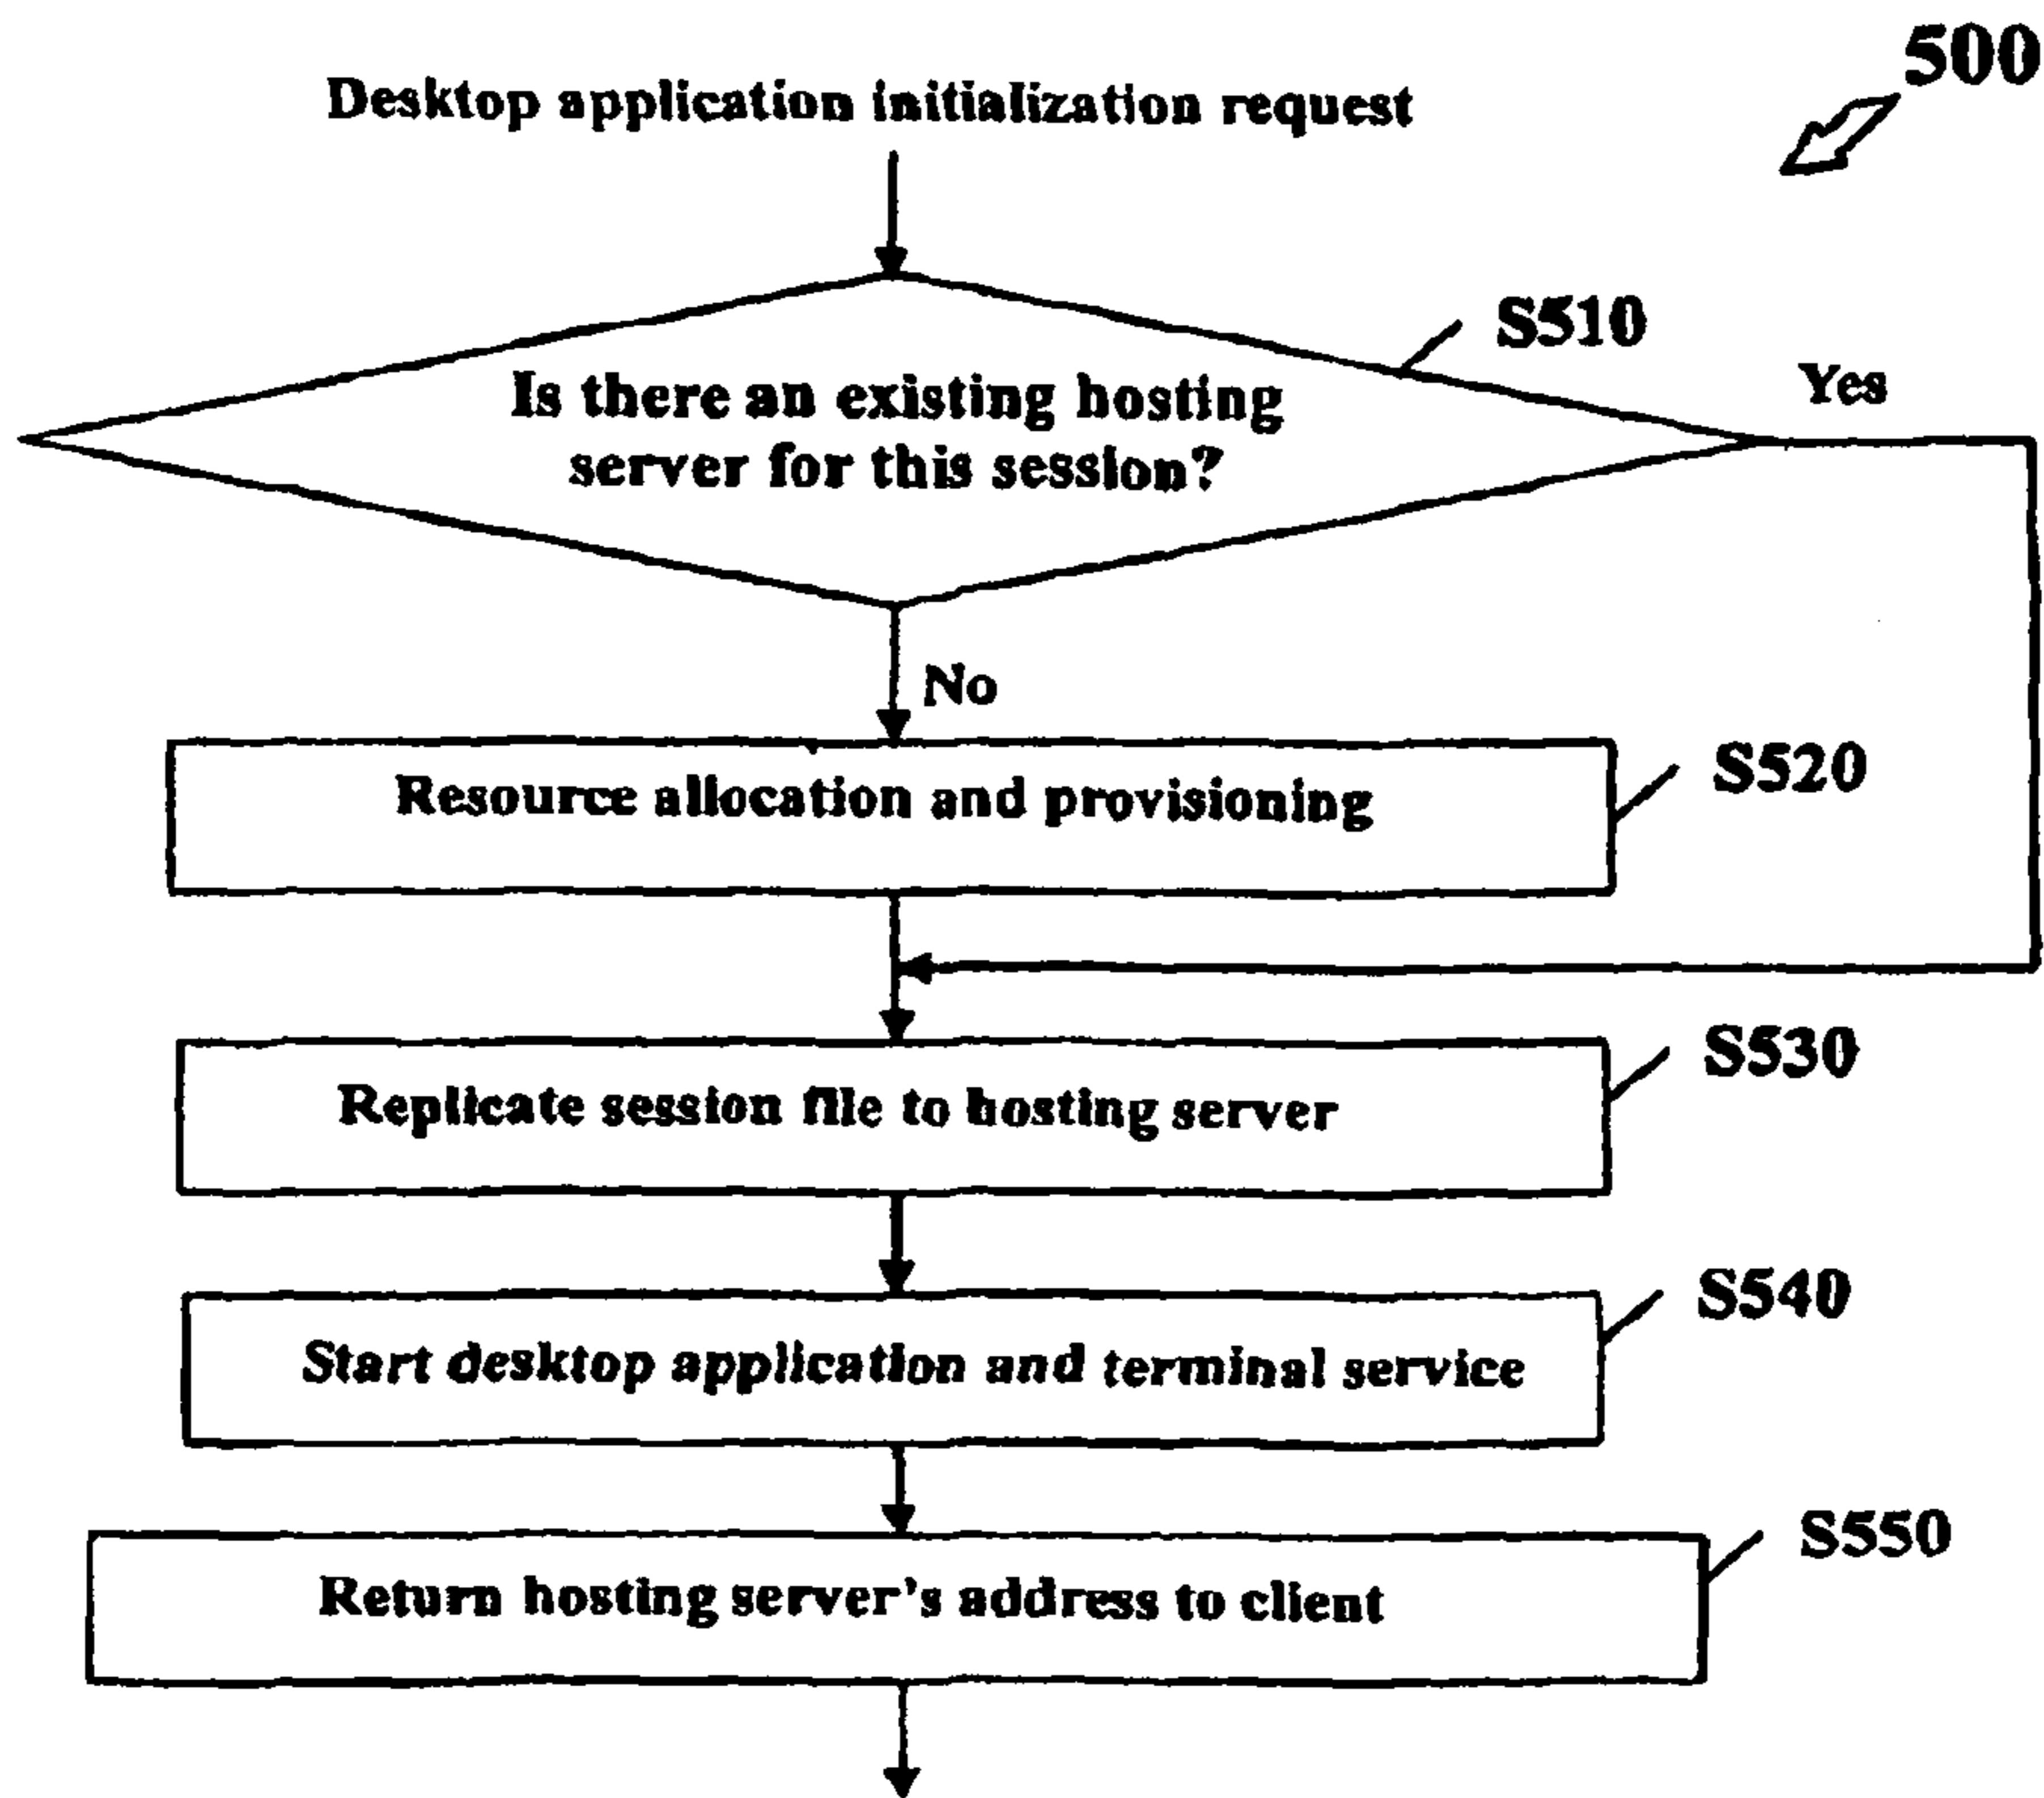 500
Desktop application initialization request
S510
Yes
Is there an existing hosting
server for this session?
No
S520
Resource allocation and provisioning
S530
Replicate session file to hosting server
S540
Start desktop application and terminal service
S550
Return hosting server's address to client